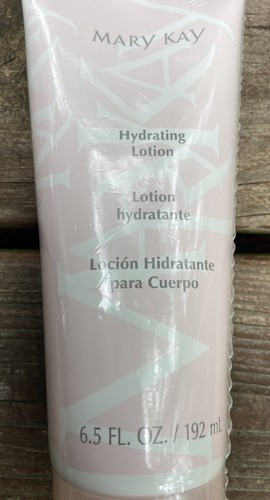 MARY KAY
Hydrating
Lotion
Lotion
hydratante
Loción Hidratante
para Cuerpo
6.5 FL. OZ. / 192 mL